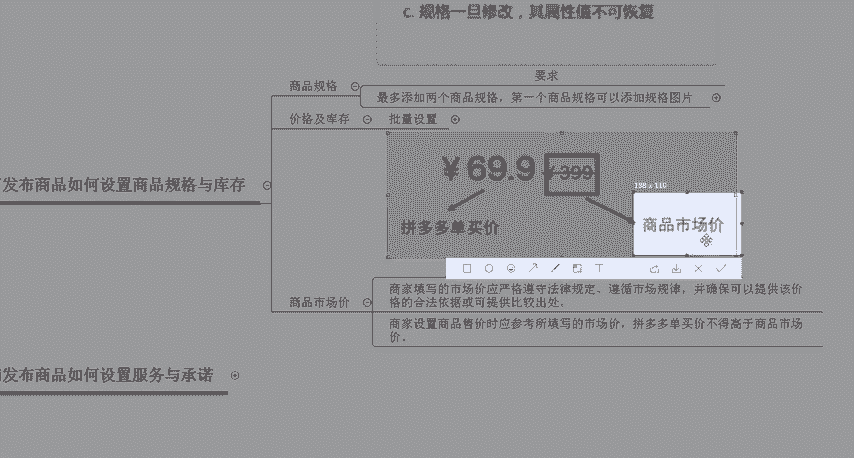 c. 规格一旦修改，其属性值不可恢复
要求
商品规格
最多添加两个商品规格，第一个商品规格可以添加规格图片
价格及库存
批量设置
发布商品如何设置商品规格与库存
¥69.9
¥399
138 x 110
拼多多单买价
商品市场价
商品市场价
商家填写的市场价应严格遵守法律规定、遵循市场规律，并确保可以提供该价
格的合法依据或可提供比较出处。
商家设置商品售价时应参考所填写的市场价，拼多多单买价不得高于商品市场
价。
发布商品如何设置服务与承诺